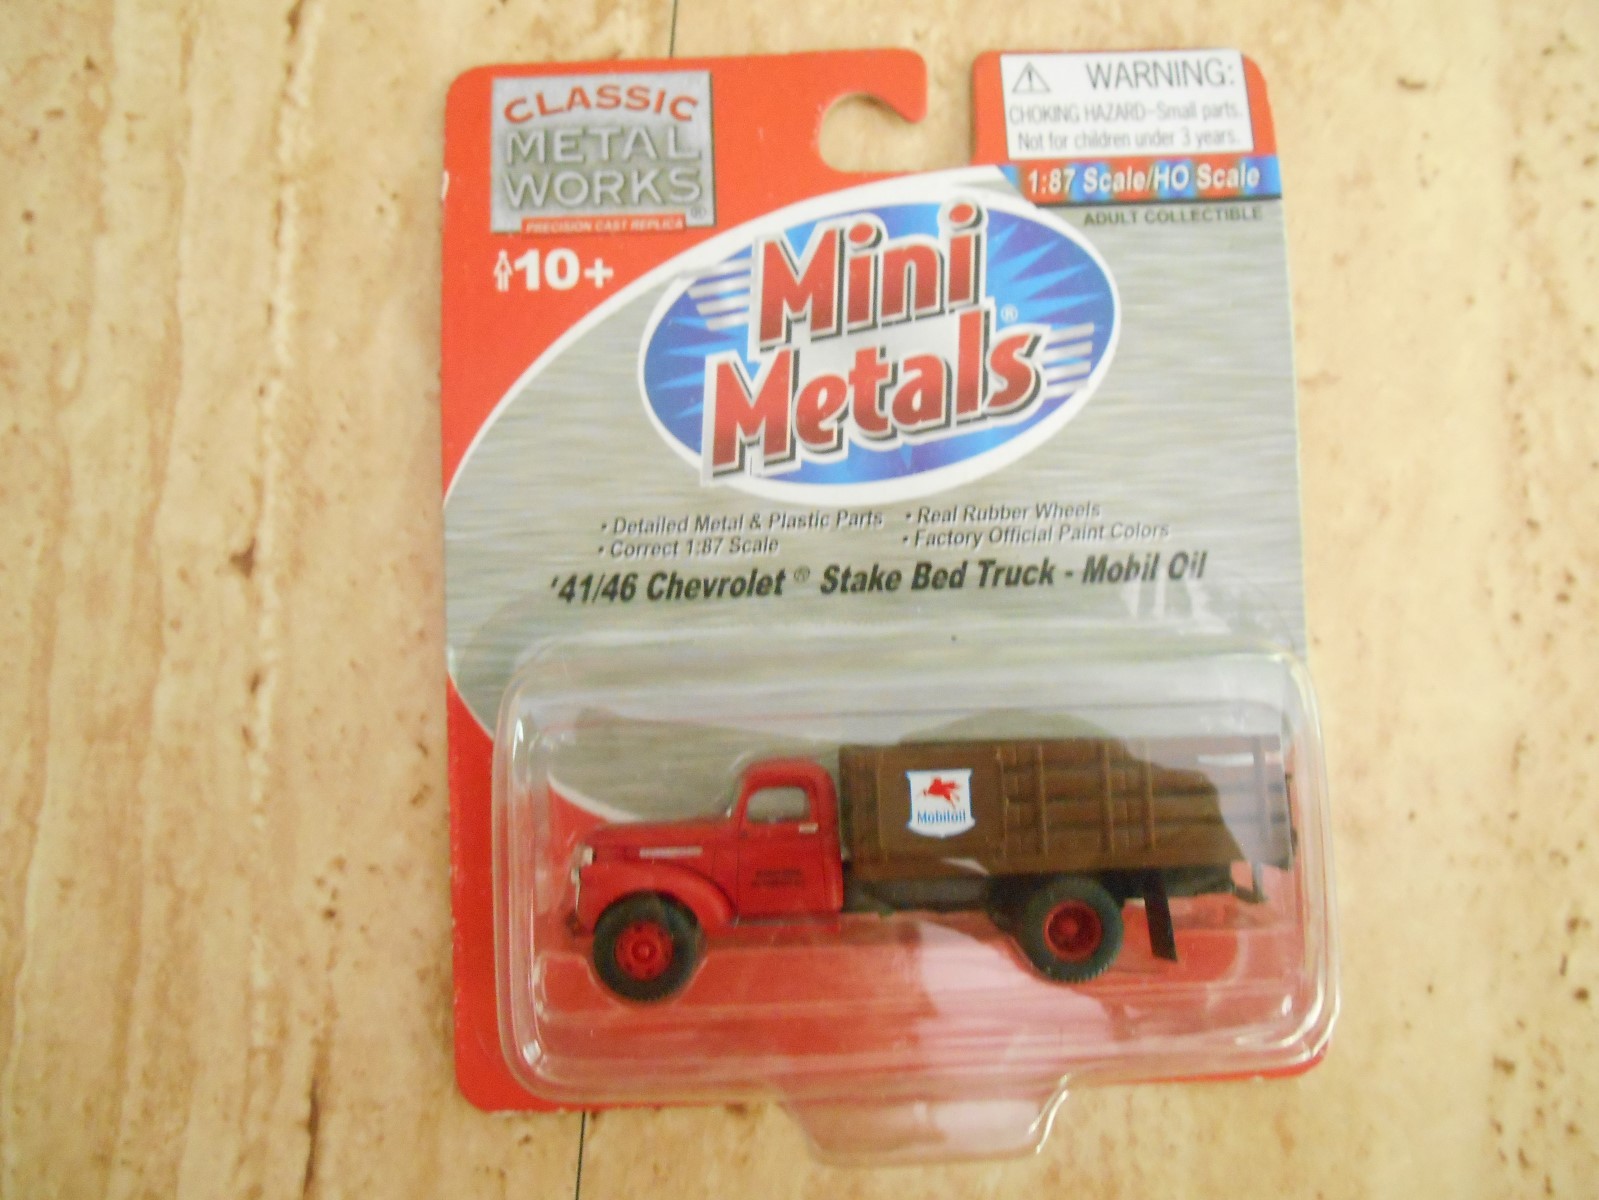 CLASSIC
METAL
WORKS®
PRECISION CAST REPLICA
10+
WARNING:
CHOKING HAZARD-Small parts.
Not for children under 3 years.
1:87 Scale/HO Scale
ADULT COLLECTIBLE
Mini
Metals®
• Detailed Metal & Plastic Parts • Real Rubber Wheels
• Correct 1:87 Scale • Factory Official Paint Colors
'41/46 Chevrolet® Stake Bed Truck - Mobil Oil
Mobiloil